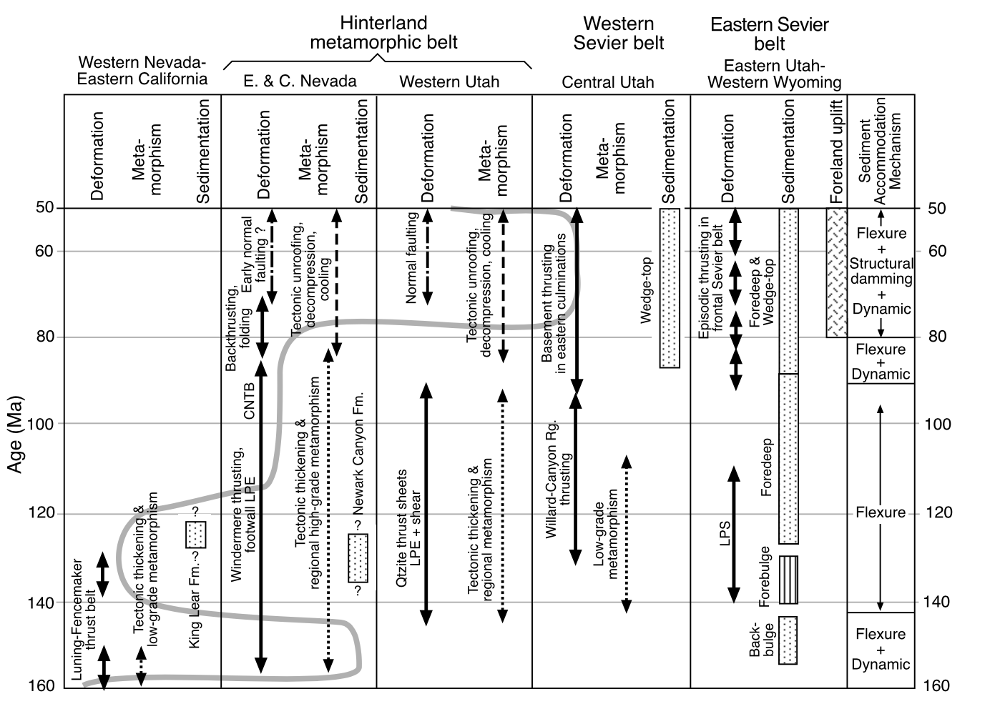 Hinterland
metamorphic belt
Western
Sevier belt
Eastern Sevier
belt
Western Nevada-
Eastern California
E. & C. Nevada
Western Utah
Central Utah
Eastern Utah-
Western Wyoming
Deformation
Meta-
morphism
Sedimentation
Deformation
Meta-
morphism
Sedimentation
Deformation
Meta-
morphism
Deformation
Meta-
morphism
Sedimentation
Deformation
Sedimentation
Foreland uplift
Sediment
Accommodation
Mechanism
Age (Ma)
50
60
80
100
120
140
160
Luning-Fencemaker
thrust belt
Tectonic thickening &
low-grade metamorphism
King Lear Fm.
?
?
Early normal
faulting ?
Backthrusting,
folding
CNTB
Windermere thrusting,
footwall LPE
Tectonic unroofing,
decompression,
cooling
Tectonic thickening &
regional high-grade metamorphism
Newark Canyon Fm.
?
?
Normal faulting
Qtzite thrust sheets
LPE + shear
Tectonic unroofing,
decompression, cooling
Tectonic thickening &
regional metamorphism
Basement thrusting
in eastern culminations
Willard-Canyon Rg.
thrusting
Low-grade
metamorphism
Wedge-top
Episodic thrusting in
frontal Sevier belt
LPS
Foredeep &
Wedge-top
Foredeep
Forebulge
Back-
bulge
Flexure
+
Structural
damming
+
Dynamic
Flexure
+
Dynamic
Flexure
Flexure
+
Dynamic
50
60
80
100
120
140
160